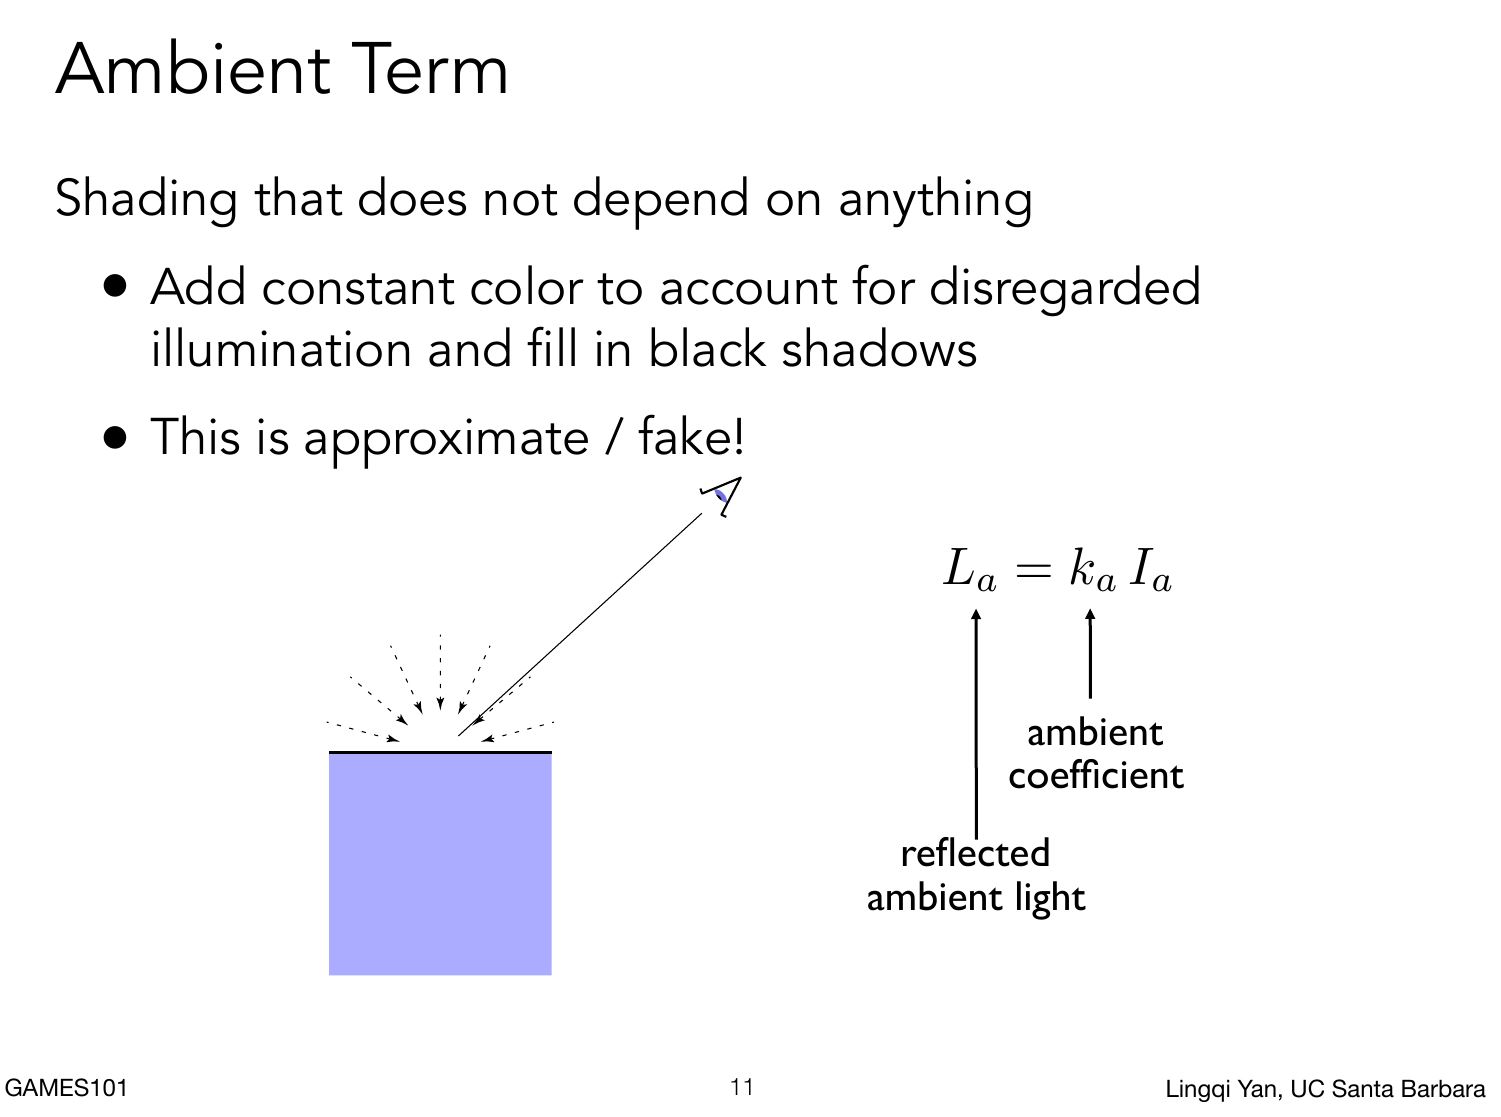 Ambient Term
Shading that does not depend on anything
• Add constant color to account for disregarded
illumination and fill in black shadows
• This is approximate / fake!
L_a = k_a I_a
ambient
coefficient
reflected
ambient light
GAMES101
11
Lingqi Yan, UC Santa Barbara